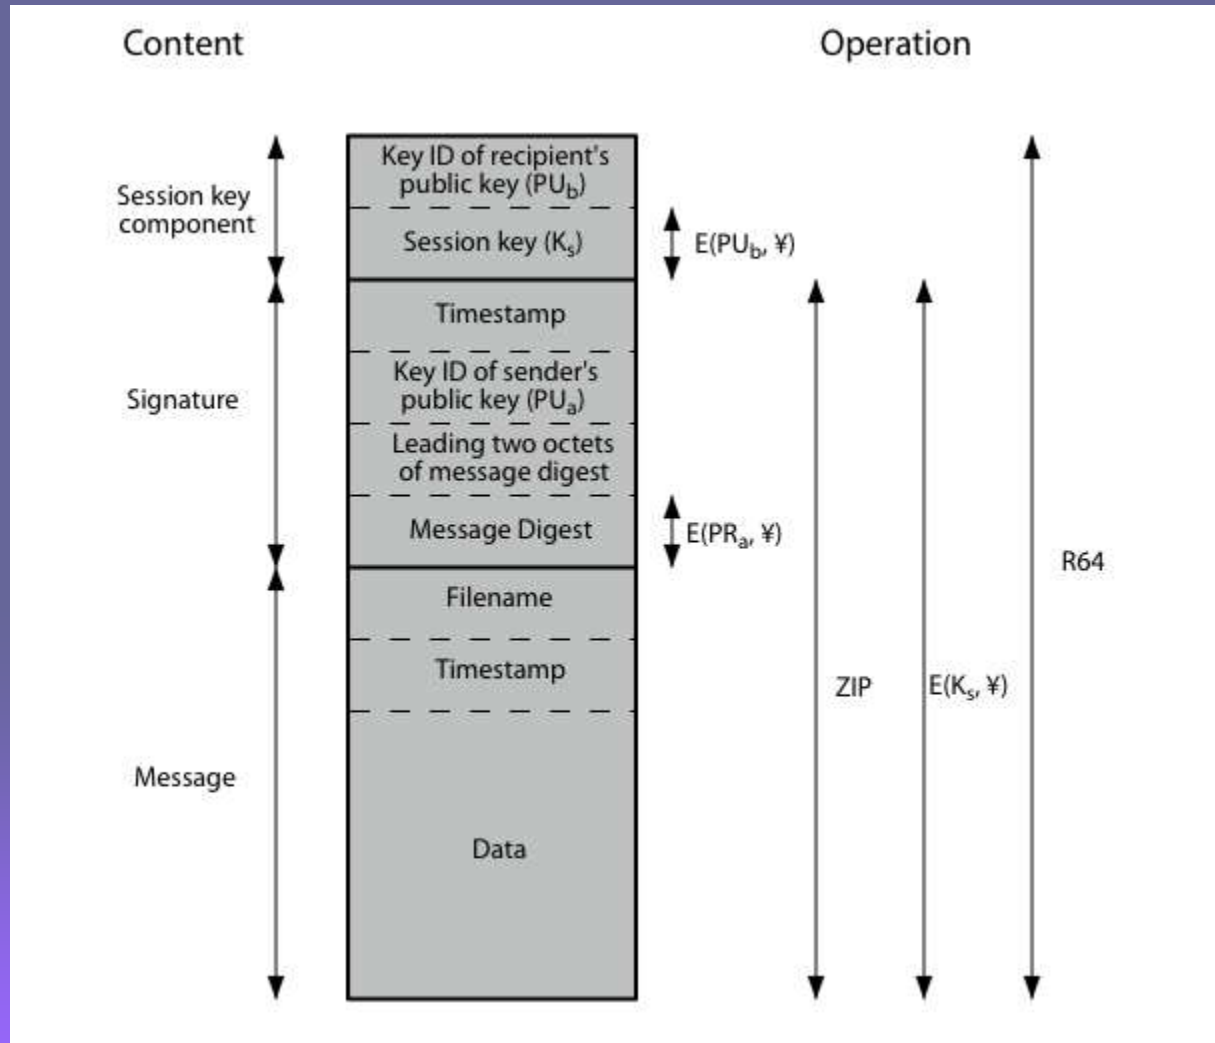 Content
Operation
Session key
component
Key ID of recipient's
public key (PUb)
Session key (Ks)
E(PUb, ¥)
Signature
Timestamp
Key ID of sender's
public key (PUa)
Leading two octets
of message digest
Message Digest
E(PRa, ¥)
Message
Filename
Timestamp
Data
ZIP
E(Ks, ¥)
R64